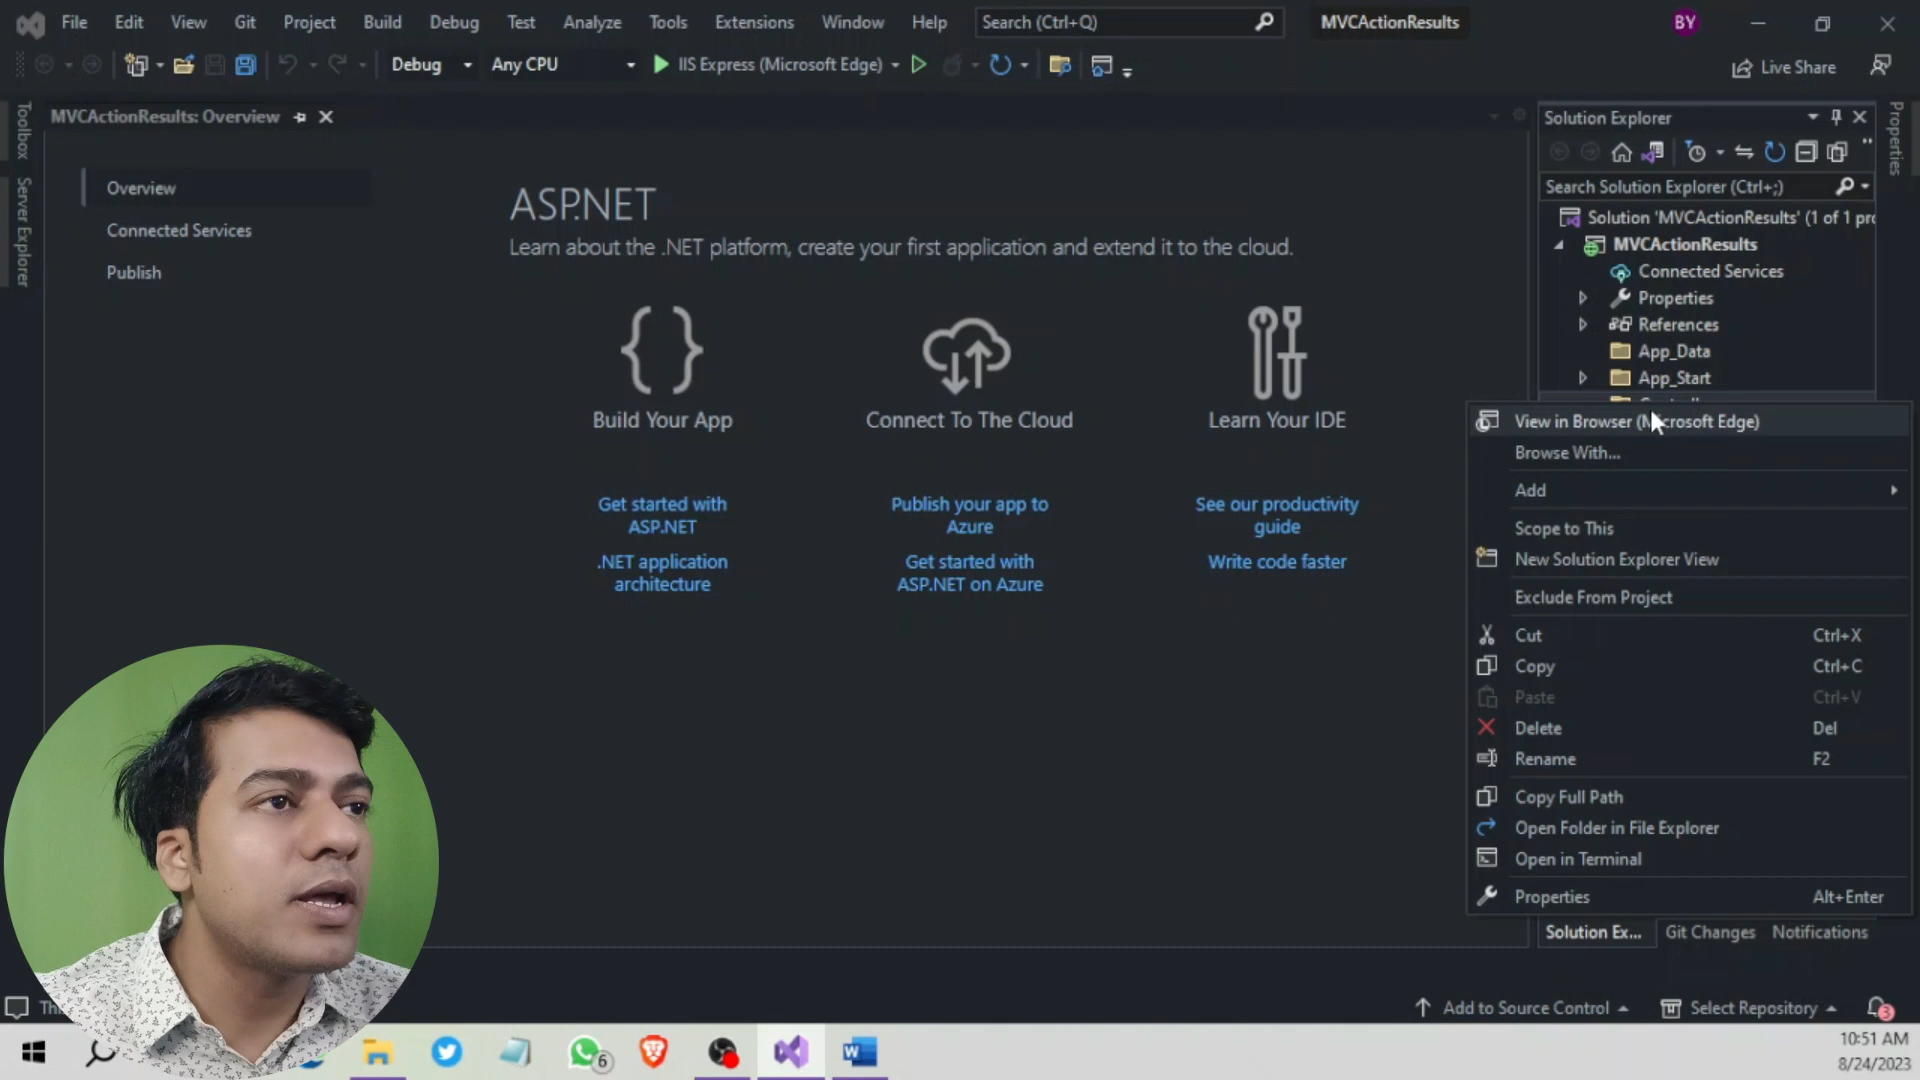 File Edit View Git Project Build Debug Test Analyze Tools Extensions Window Help Search (Ctrl+Q) MVCActionResults BY
Debug Any CPU IIS Express (Microsoft Edge) Live Share
Toolbox
Server Explorer
MVCActionResults: Overview
Overview
Connected Services
Publish
ASP.NET
Learn about the .NET platform, create your first application and extend it to the cloud.
Build Your App
Get started with
ASP.NET
.NET application
architecture
Connect To The Cloud
Publish your app to
Azure
Get started with
ASP.NET on Azure
Learn Your IDE
See our productivity
guide
Write code faster
Solution Explorer
Search Solution Explorer (Ctrl+;)
Solution 'MVCActionResults' (1 of 1 pro
MVCActionResults
Connected Services
Properties
References
App_Data
App_Start
Properties
View in Browser (Microsoft Edge)
Browse With...
Add
Scope to This
New Solution Explorer View
Exclude From Project
Cut Ctrl+X
Copy Ctrl+C
Paste Ctrl+V
Delete Del
Rename F2
Copy Full Path
Open Folder in File Explorer
Open in Terminal
Properties Alt+Enter
Solution Ex... Git Changes Notifications
Add to Source Control Select Repository 3
6
10:51 AM
8/24/2023